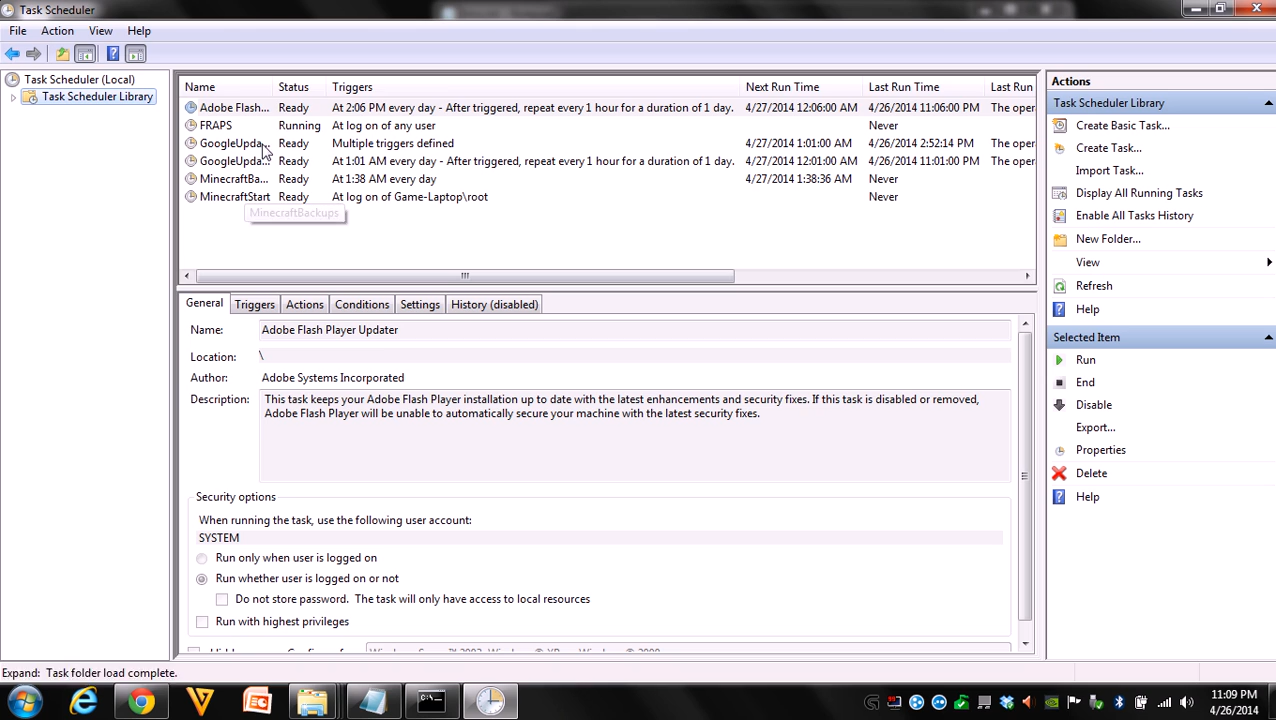 Task Scheduler
File Action View Help
Task Scheduler (Local)
Task Scheduler Library
Name Status Triggers Next Run Time Last Run Time Last Run
Adobe Flash... Ready At 2:06 PM every day - After triggered, repeat every 1 hour for a duration of 1 day. 4/27/2014 12:06:00 AM 4/26/2014 11:06:00 PM The opera
FRAPS Running At log on of any user Never
GoogleUpda... Ready Multiple triggers defined 4/27/2014 1:01:00 AM 4/26/2014 2:52:14 PM The opera
GoogleUpda... Ready At 1:01 AM every day - After triggered, repeat every 1 hour for a duration of 1 day. 4/27/2014 12:01:00 AM 4/26/2014 11:01:00 PM The opera
MinecraftBa... Ready At 1:38 AM every day 4/27/2014 1:38:36 AM Never
MinecraftStart Ready At log on of Game-Laptop\root Never
MinecraftBackups
General Triggers Actions Conditions Settings History (disabled)
Name: Adobe Flash Player Updater
Location: \
Author: Adobe Systems Incorporated
Description: This task keeps your Adobe Flash Player installation up to date with the latest enhancements and security fixes. If this task is disabled or removed,
Adobe Flash Player will be unable to automatically secure your machine with the latest security fixes.
Security options
When running the task, use the following user account:
SYSTEM
Run only when user is logged on
Run whether user is logged on or not
Do not store password. The task will only have access to local resources
Run with highest privileges
Actions
Task Scheduler Library
Create Basic Task...
Create Task...
Import Task...
Display All Running Tasks
Enable All Tasks History
New Folder...
View
Refresh
Help
Selected Item
Run
End
Disable
Export...
Properties
Delete
Help
Expand: Task folder load complete.
11:09 PM
4/26/2014